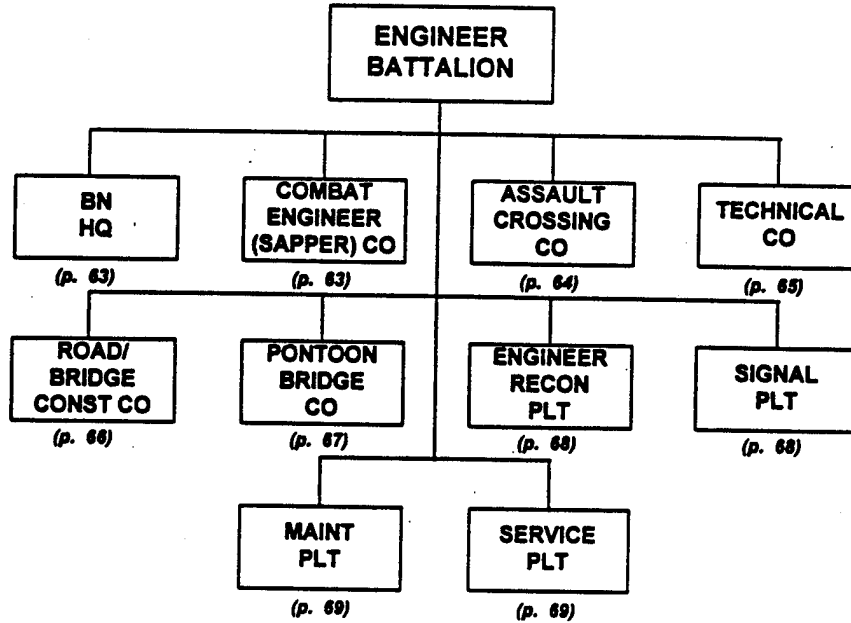 ENGINEER
BATTALION
BN
HQ
(p. 63)
COMBAT
ENGINEER
(SAPPER) CO
(p. 63)
ASSAULT
CROSSING
CO
(p. 64)
TECHNICAL
CO
(p. 65)
ROAD/
BRIDGE
CONST CO
(p. 66)
PONTOON
BRIDGE
CO
(p. 67)
ENGINEER
RECON
PLT
(p. 68)
SIGNAL
PLT
(p. 68)
MAINT
PLT
(p. 69)
SERVICE
PLT
(p. 69)